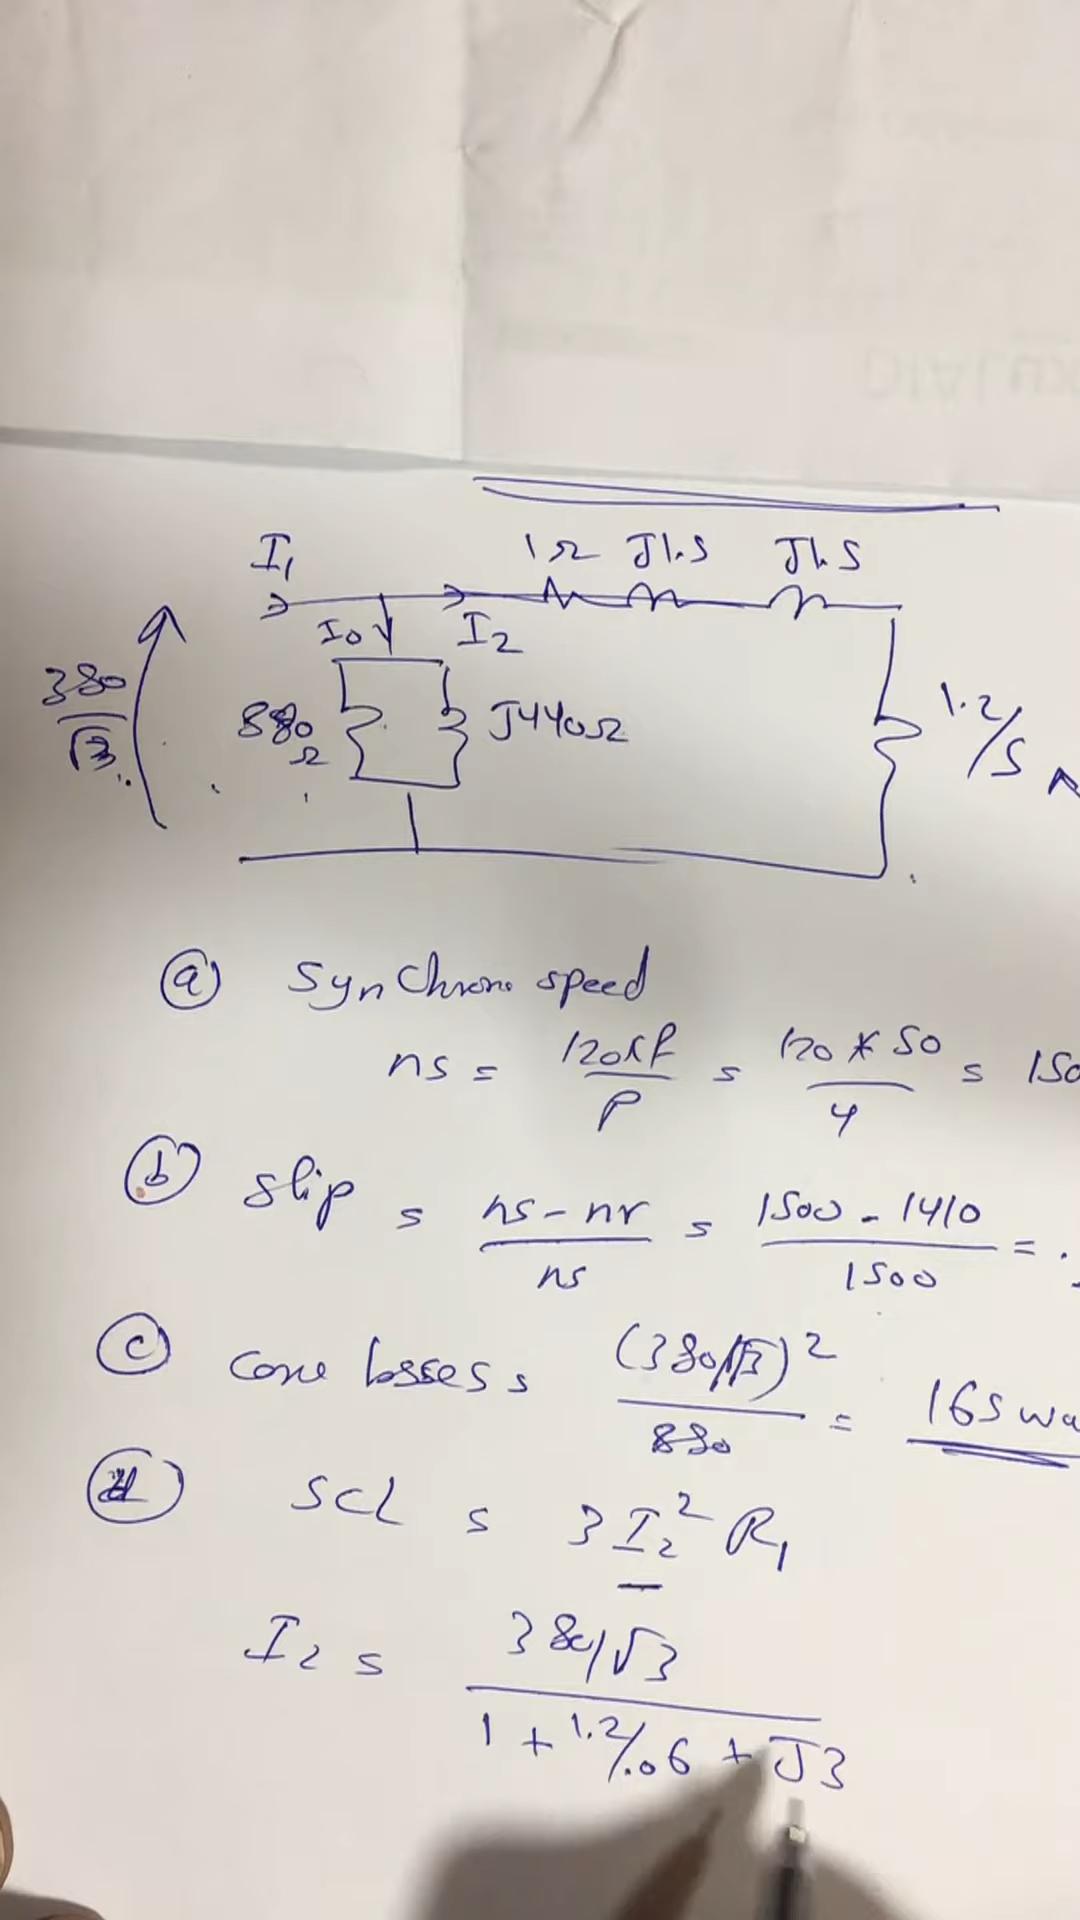 I₁ 1Ω J1.5 J1.5
I₀ I₂
380/√3 880Ω J440Ω 1.2/S
(a) Synchrono speed
ns = 120xf/P = 120 * 50/4 = 150
(b) slip = ns - nr/ns = 1500 - 1410/1500 = .
(c) core losses = (380/√3)²/880 = 165 wa
(d) SCL = 3 I₂² R₁
I₂ = 380/√3/1 + 1.2/.06 + J3